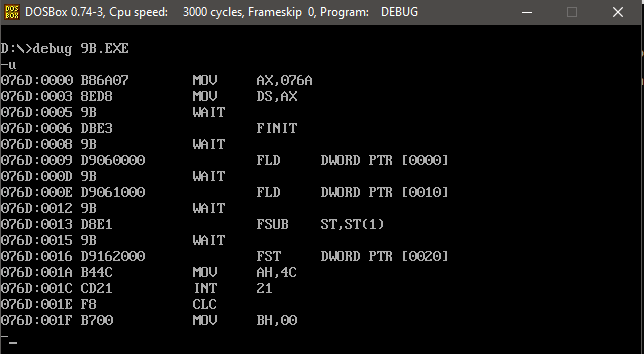 DOSBox 0.74-3, Cpu speed: 3000 cycles, Frameskip 0, Program: DEBUG
D:\>debug 9B.EXE
-u
076D:0000 B86A07 MOV AX,076A
076D:0003 8ED8 MOV DS,AX
076D:0005 9B WAIT
076D:0006 DBE3 FINIT
076D:0008 9B WAIT
076D:0009 D9060000 FLD DWORD PTR [0000]
076D:000D 9B WAIT
076D:000E D9061000 FLD DWORD PTR [0010]
076D:0012 9B WAIT
076D:0013 D8E1 FSUB ST,ST(1)
076D:0015 9B WAIT
076D:0016 D9162000 FST DWORD PTR [0020]
076D:001A B44C MOV AH,4C
076D:001C CD21 INT 21
076D:001E F8 CLC
076D:001F B700 MOV BH,00
-_